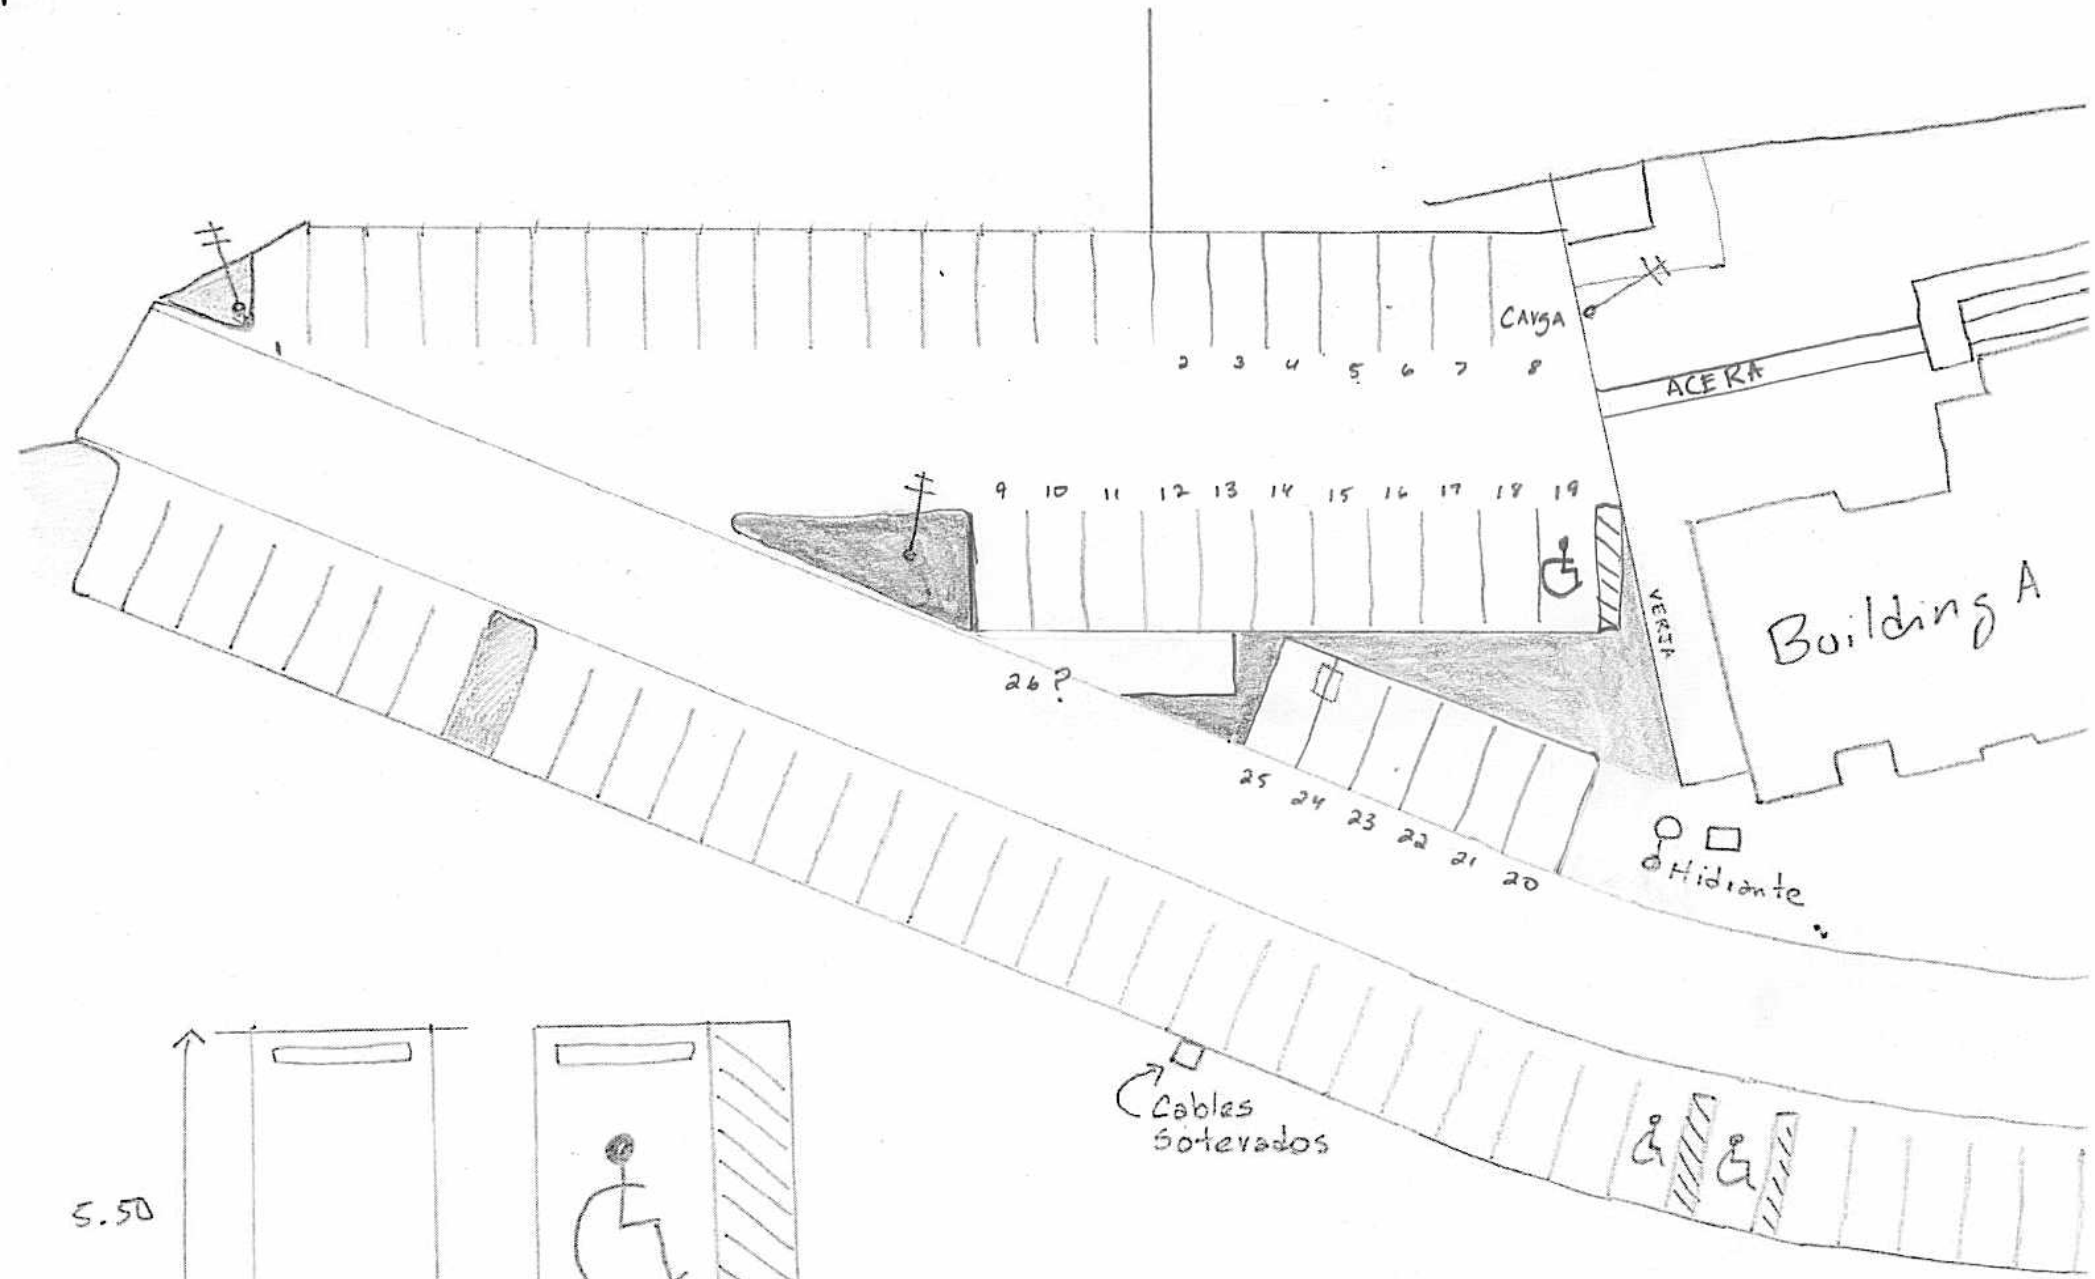 CARGA
1
2 3 4 5 6 7 8
ACERA
9 10 11 12 13 14 15 16 17 18 19
VERJA
Building A
26?
25 24 23 22 21 20
Hidrante
Cables
Soterados
5.50